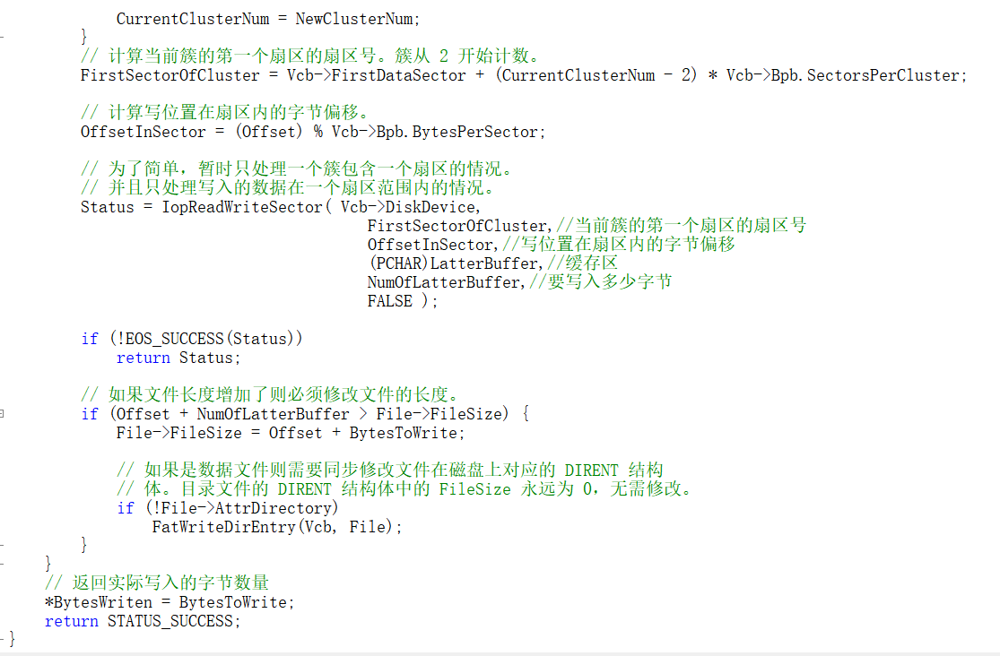 CurrentClusterNum = NewClusterNum;
}
// 计算当前簇的第一个扇区的扇区号。簇从 2 开始计数。
FirstSectorOfCluster = Vcb->FirstDataSector + (CurrentClusterNum - 2) * Vcb->Bpb.SectorsPerCluster;
// 计算写位置在扇区内的字节偏移。
OffsetInSector = (Offset) % Vcb->Bpb.BytesPerSector;
// 为了简单，暂时只处理一个簇包含一个扇区的情况。
// 并且只处理写入的数据在一个扇区范围内的情况。
Status = IopReadWriteSector( Vcb->DiskDevice,
FirstSectorOfCluster,//当前簇的第一个扇区的扇区号
OffsetInSector,//写位置在扇区内的字节偏移
(PCHAR)LatterBuffer,//缓存区
NumOfLatterBuffer,//要写入多少字节
FALSE );
if (!EOS_SUCCESS(Status))
return Status;
// 如果文件长度增加了则必须修改文件的长度。
if (Offset + NumOfLatterBuffer > File->FileSize) {
File->FileSize = Offset + BytesToWrite;
// 如果是数据文件则需要同步修改文件在磁盘上对应的 DIRENT 结构
// 体。目录文件的 DIRENT 结构体中的 FileSize 永远为 0，无需修改。
if (!File->AttrDirectory)
FatWriteDirEntry(Vcb, File);
}
}
// 返回实际写入的字节数量
*BytesWriten = BytesToWrite;
return STATUS_SUCCESS;
}